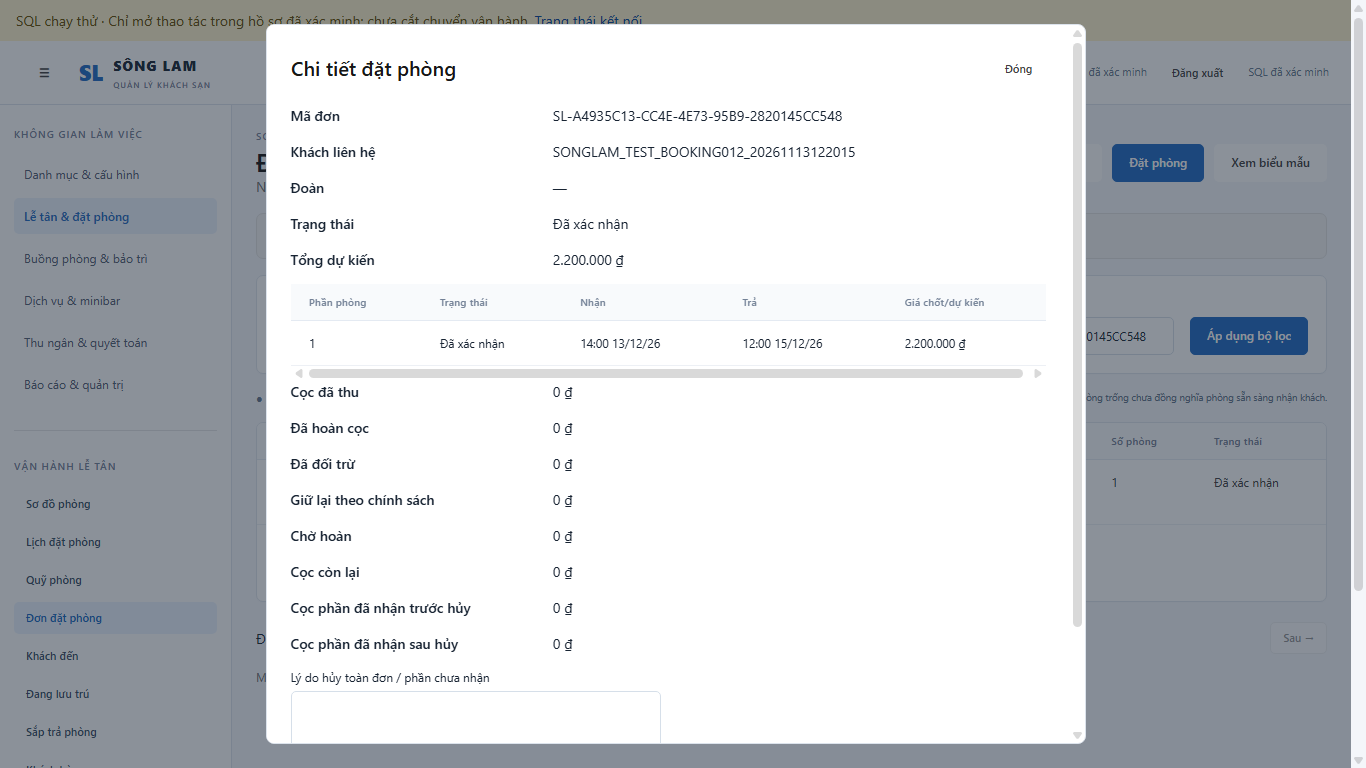 SQL chạy thử · Chỉ mở thao tác trong hồ sơ đã xác minh; chưa cắt chuyển vận hành. Trạng thái kết nối
SL SÔNG LAM
QUẢN LÝ KHÁCH SẠN
đã xác minh Đăng xuất SQL đã xác minh
KHÔNG GIAN LÀM VIỆC
Danh mục & cấu hình
Lễ tân & đặt phòng
Buồng phòng & bảo trì
Dịch vụ & minibar
Thu ngân & quyết toán
Báo cáo & quản trị
VẬN HÀNH LỄ TÂN
Sơ đồ phòng
Lịch đặt phòng
Quỹ phòng
Đơn đặt phòng
Khách đến
Đang lưu trú
Sắp trả phòng
Chi tiết đặt phòng
Đóng
Mã đơn SL-A4935C13-CC4E-4E73-95B9-2820145CC548
Khách liên hệ SONGLAM_TEST_BOOKING012_20261113122015
Đoàn —
Trạng thái Đã xác nhận
Tổng dự kiến 2.200.000 ₫
Phần phòng Trạng thái Nhận Trả Giá chốt/dự kiến
1 Đã xác nhận 14:00 13/12/26 12:00 15/12/26 2.200.000 ₫
Cọc đã thu 0 ₫
Đã hoàn cọc 0 ₫
Đã đối trừ 0 ₫
Giữ lại theo chính sách 0 ₫
Chờ hoàn 0 ₫
Cọc còn lại 0 ₫
Cọc phần đã nhận trước hủy 0 ₫
Cọc phần đã nhận sau hủy 0 ₫
Lý do hủy toàn đơn / phần chưa nhận
Đặt phòng Xem biểu mẫu
0145CC548 Áp dụng bộ lọc
trống chưa đồng nghĩa phòng sẵn sàng nhận khách.
Số phòng Trạng thái
1 Đã xác nhận
Sau →